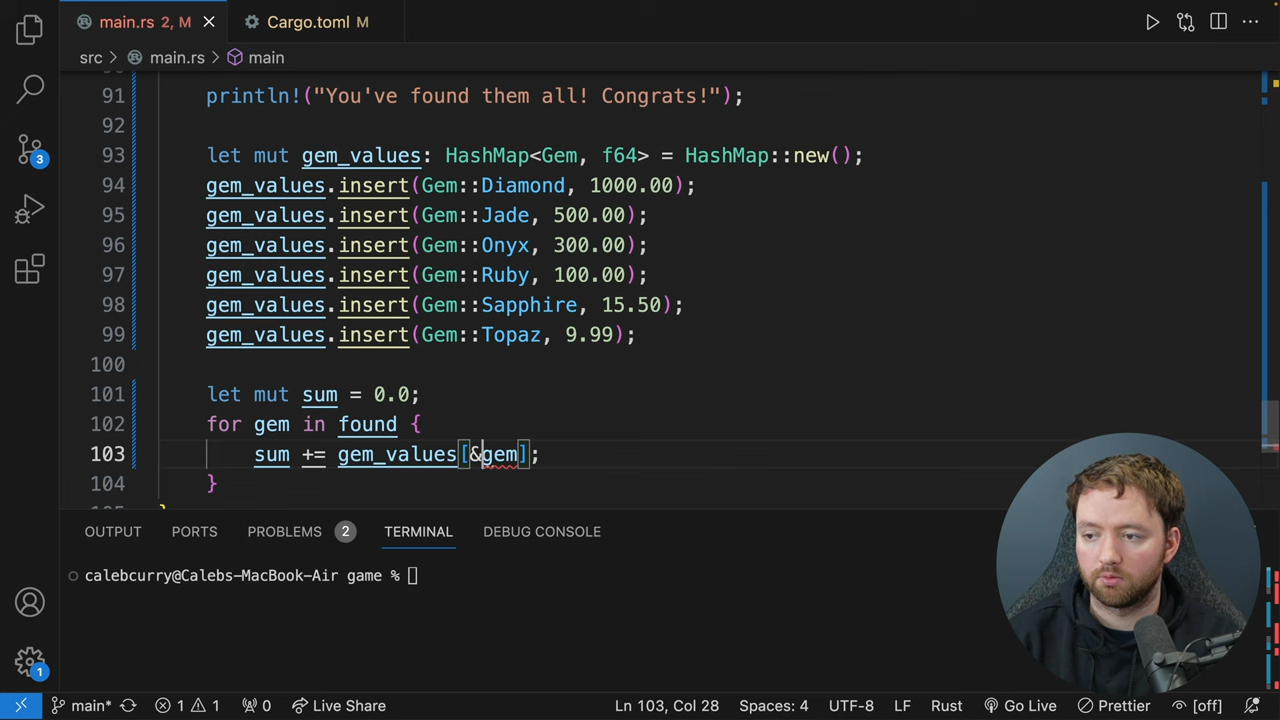 main.rs 2, M
Cargo.toml M
src > main.rs > main
91 println!("You've found them all! Congrats!");
92
93 let mut gem_values: HashMap<Gem, f64> = HashMap::new();
94 gem_values.insert(Gem::Diamond, 1000.00);
95 gem_values.insert(Gem::Jade, 500.00);
96 gem_values.insert(Gem::Onyx, 300.00);
97 gem_values.insert(Gem::Ruby, 100.00);
98 gem_values.insert(Gem::Sapphire, 15.50);
99 gem_values.insert(Gem::Topaz, 9.99);
100
101 let mut sum = 0.0;
102 for gem in found {
103 sum += gem_values[&gem];
104 }
3
OUTPUT PORTS PROBLEMS 2 TERMINAL DEBUG CONSOLE
calebcurry@Calebs-MacBook-Air game %
1
main* 1 1 0 Live Share Ln 103, Col 28 Spaces: 4 UTF-8 LF Rust Go Live Prettier [off]